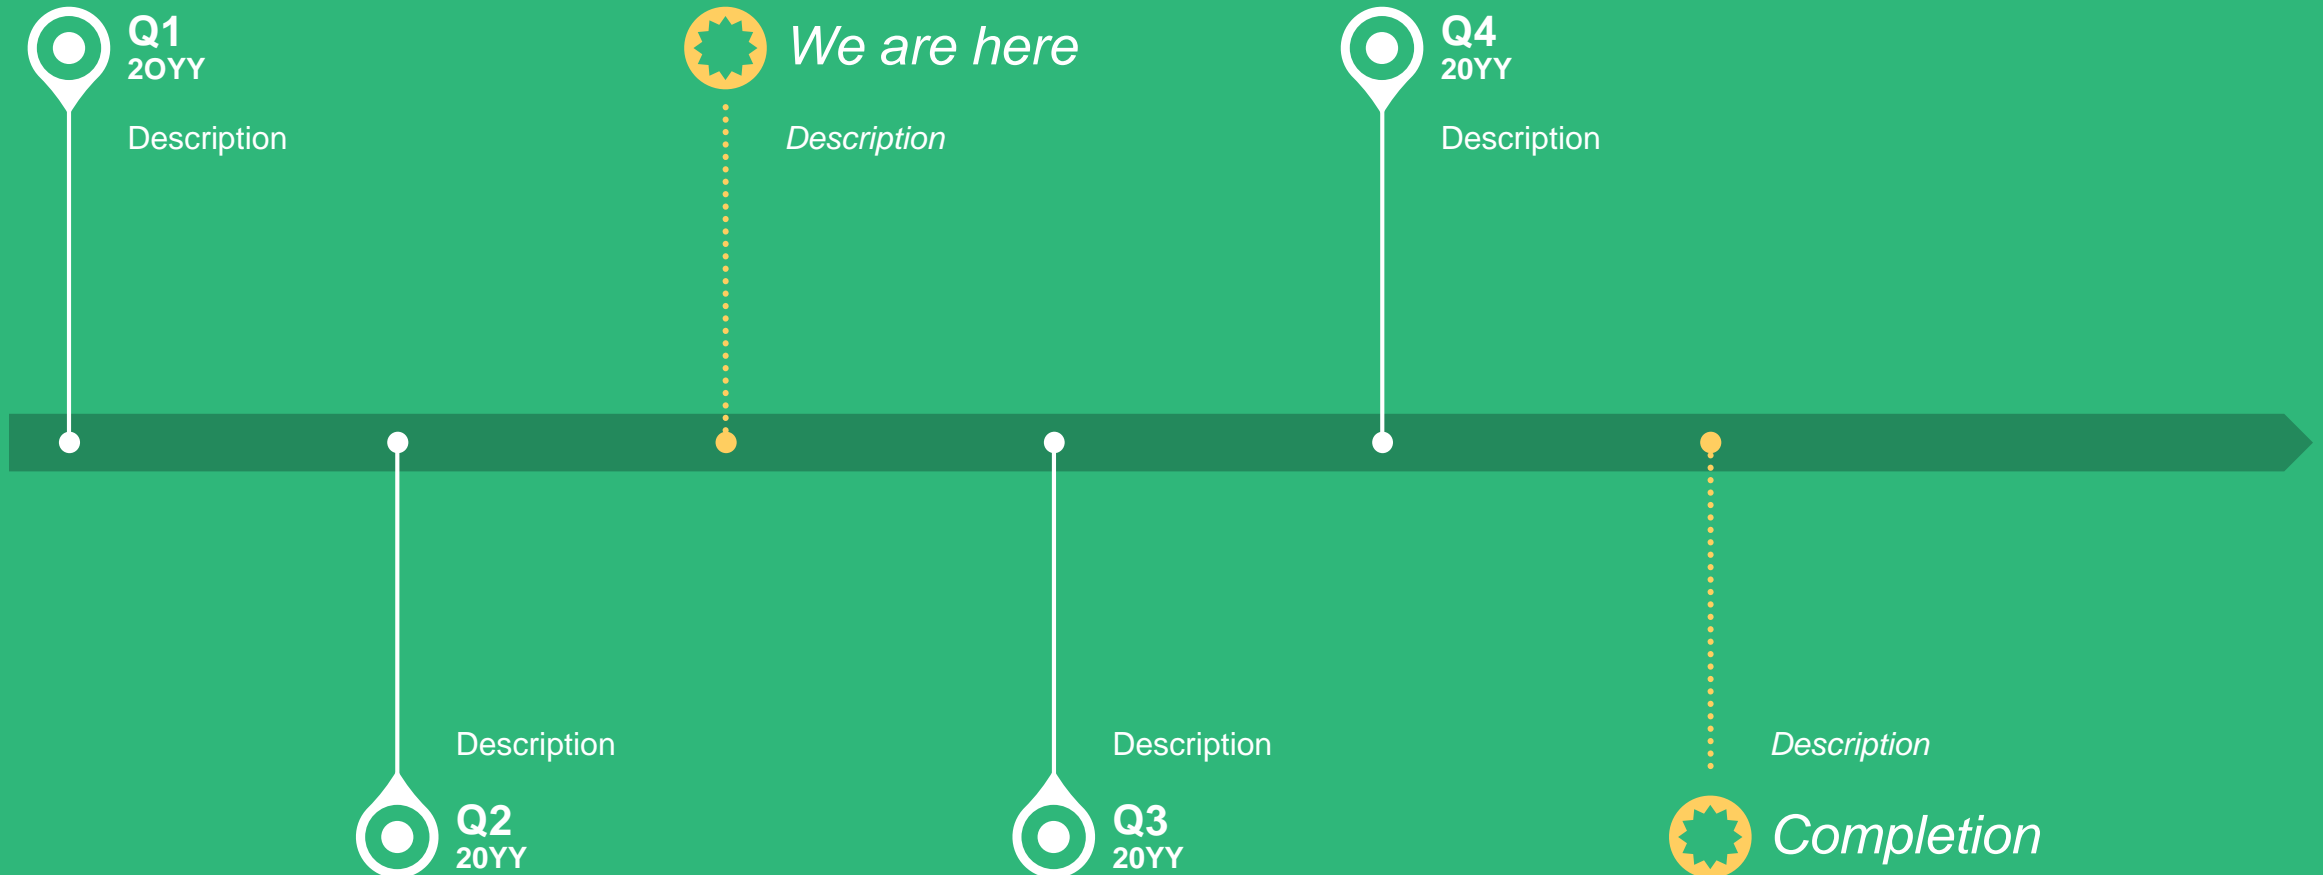 Q1
2OYY
Description
We are here
Description
Q4
20YY
Description
Description
Q2
20YY
Description
Q3
20YY
Description
Completion